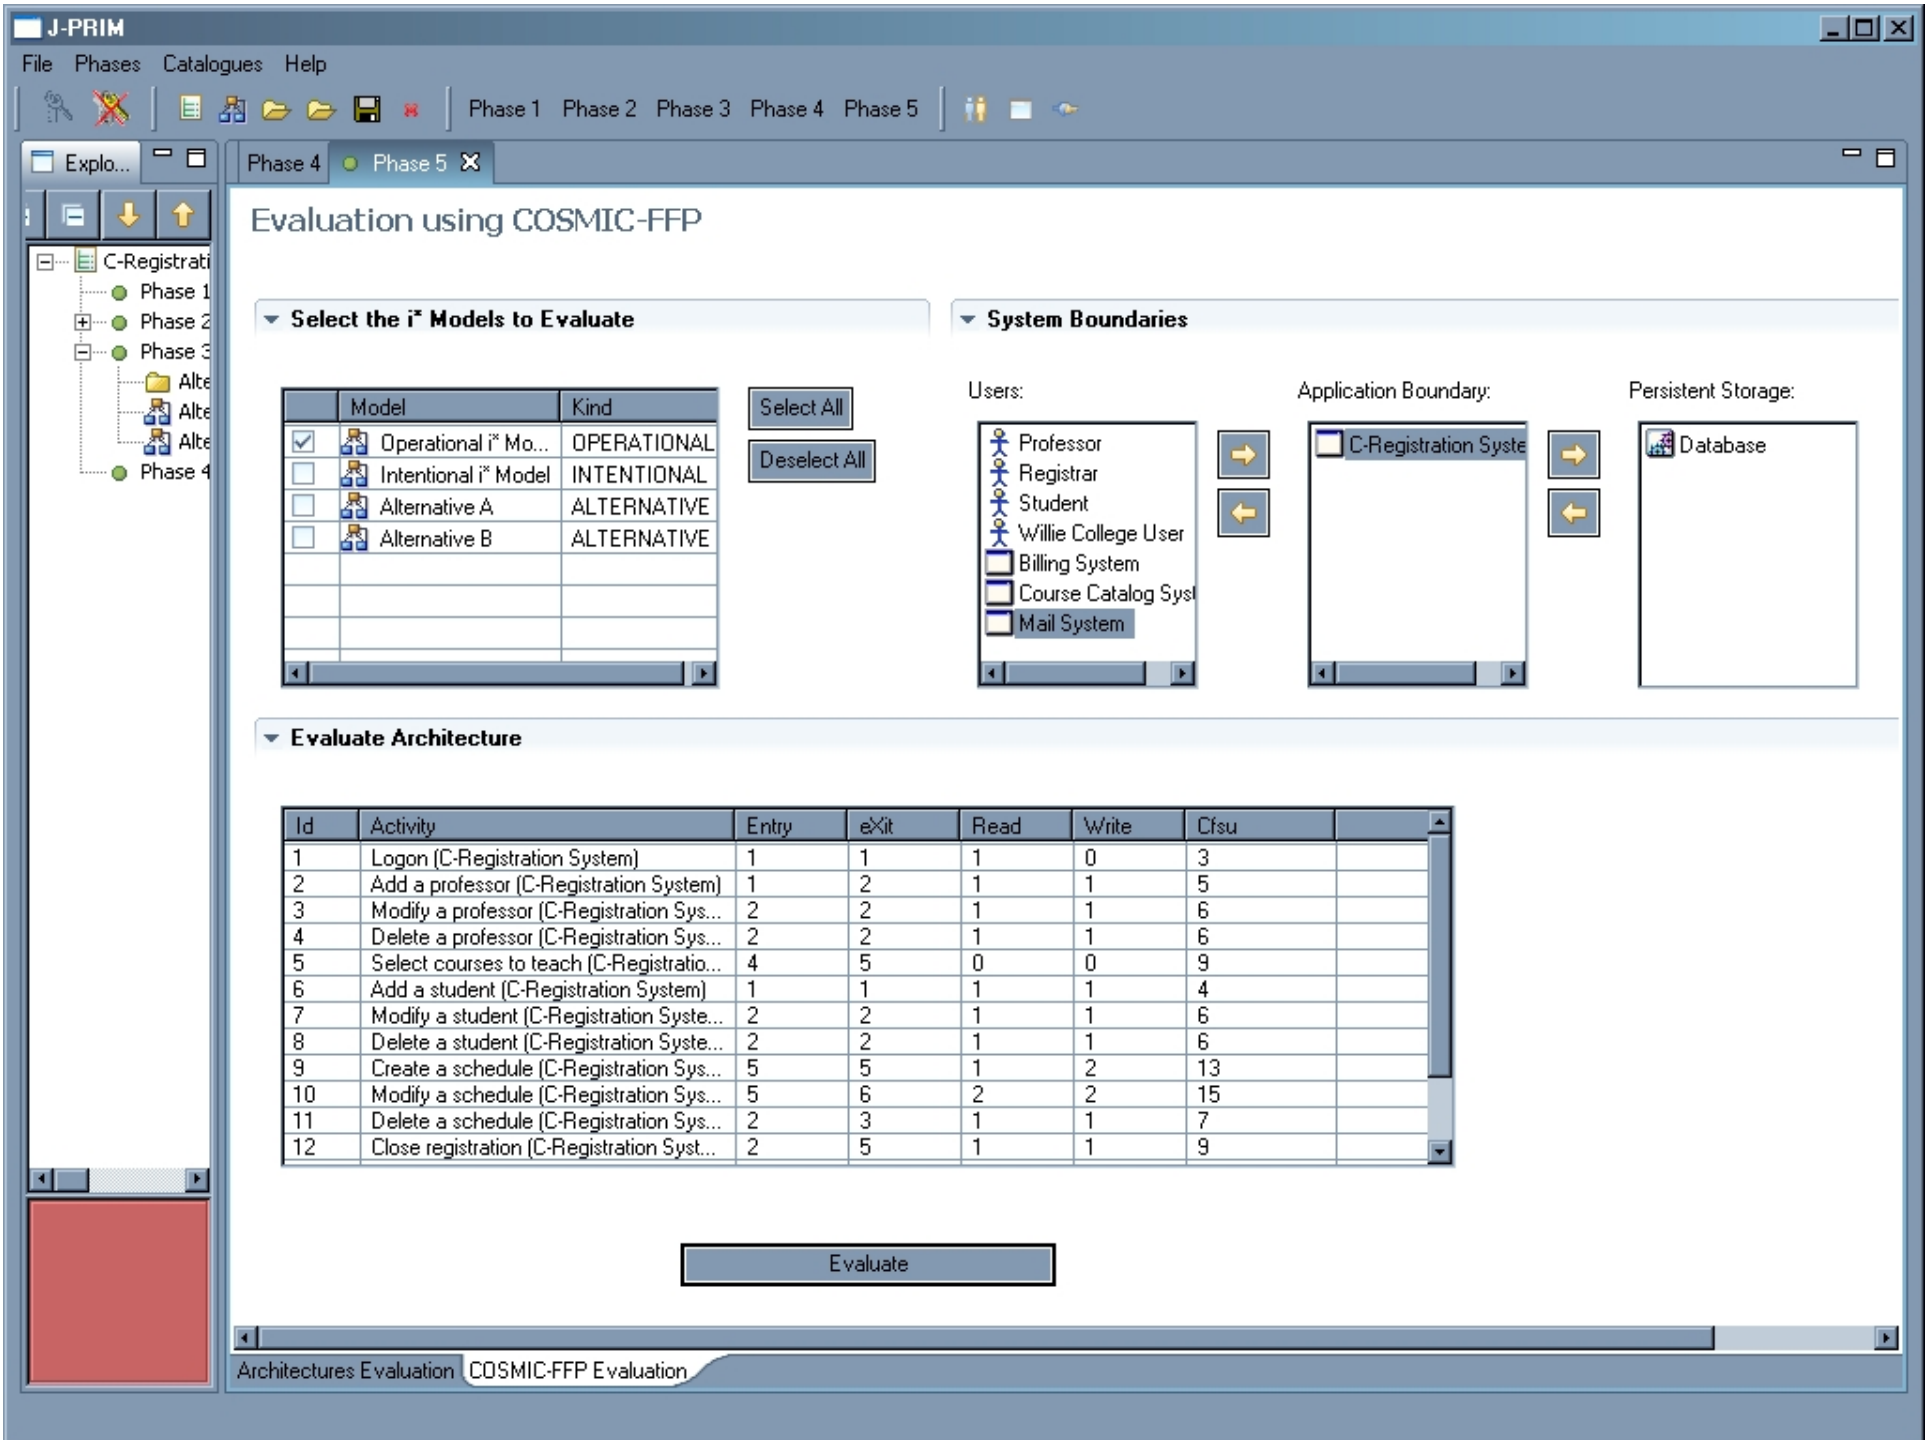 J-PRIM
File Phases Catalogues Help
Phase 1 Phase 2 Phase 3 Phase 4 Phase 5
Explo...
Phase 4 Phase 5
C-Registrati
Phase 1
Phase 2
Phase 3
Alte
Alte
Alte
Phase 4
Evaluation using COSMIC-FFP
Select the i* Models to Evaluate
Model Kind
Operational i* Mo... OPERATIONAL
Intentional i* Model INTENTIONAL
Alternative A ALTERNATIVE
Alternative B ALTERNATIVE
Select All
Deselect All
System Boundaries
Users:
Professor
Registrar
Student
Willie College User
Billing System
Course Catalog Syst
Mail System
Application Boundary:
C-Registration Syste
Persistent Storage:
Database
Evaluate Architecture
Id Activity Entry eXit Read Write Cfsu
1 Logon (C-Registration System) 1 1 1 0 3
2 Add a professor (C-Registration System) 1 2 1 1 5
3 Modify a professor (C-Registration Sys... 2 2 1 1 6
4 Delete a professor (C-Registration Sys... 2 2 1 1 6
5 Select courses to teach (C-Registratio... 4 5 0 0 9
6 Add a student (C-Registration System) 1 1 1 1 4
7 Modify a student (C-Registration Syste... 2 2 1 1 6
8 Delete a student (C-Registration Syste... 2 2 1 1 6
9 Create a schedule (C-Registration Sys... 5 5 1 2 13
10 Modify a schedule (C-Registration Sys... 5 6 2 2 15
11 Delete a schedule (C-Registration Sys... 2 3 1 1 7
12 Close registration (C-Registration Syst... 2 5 1 1 9
Evaluate
Architectures Evaluation COSMIC-FFP Evaluation